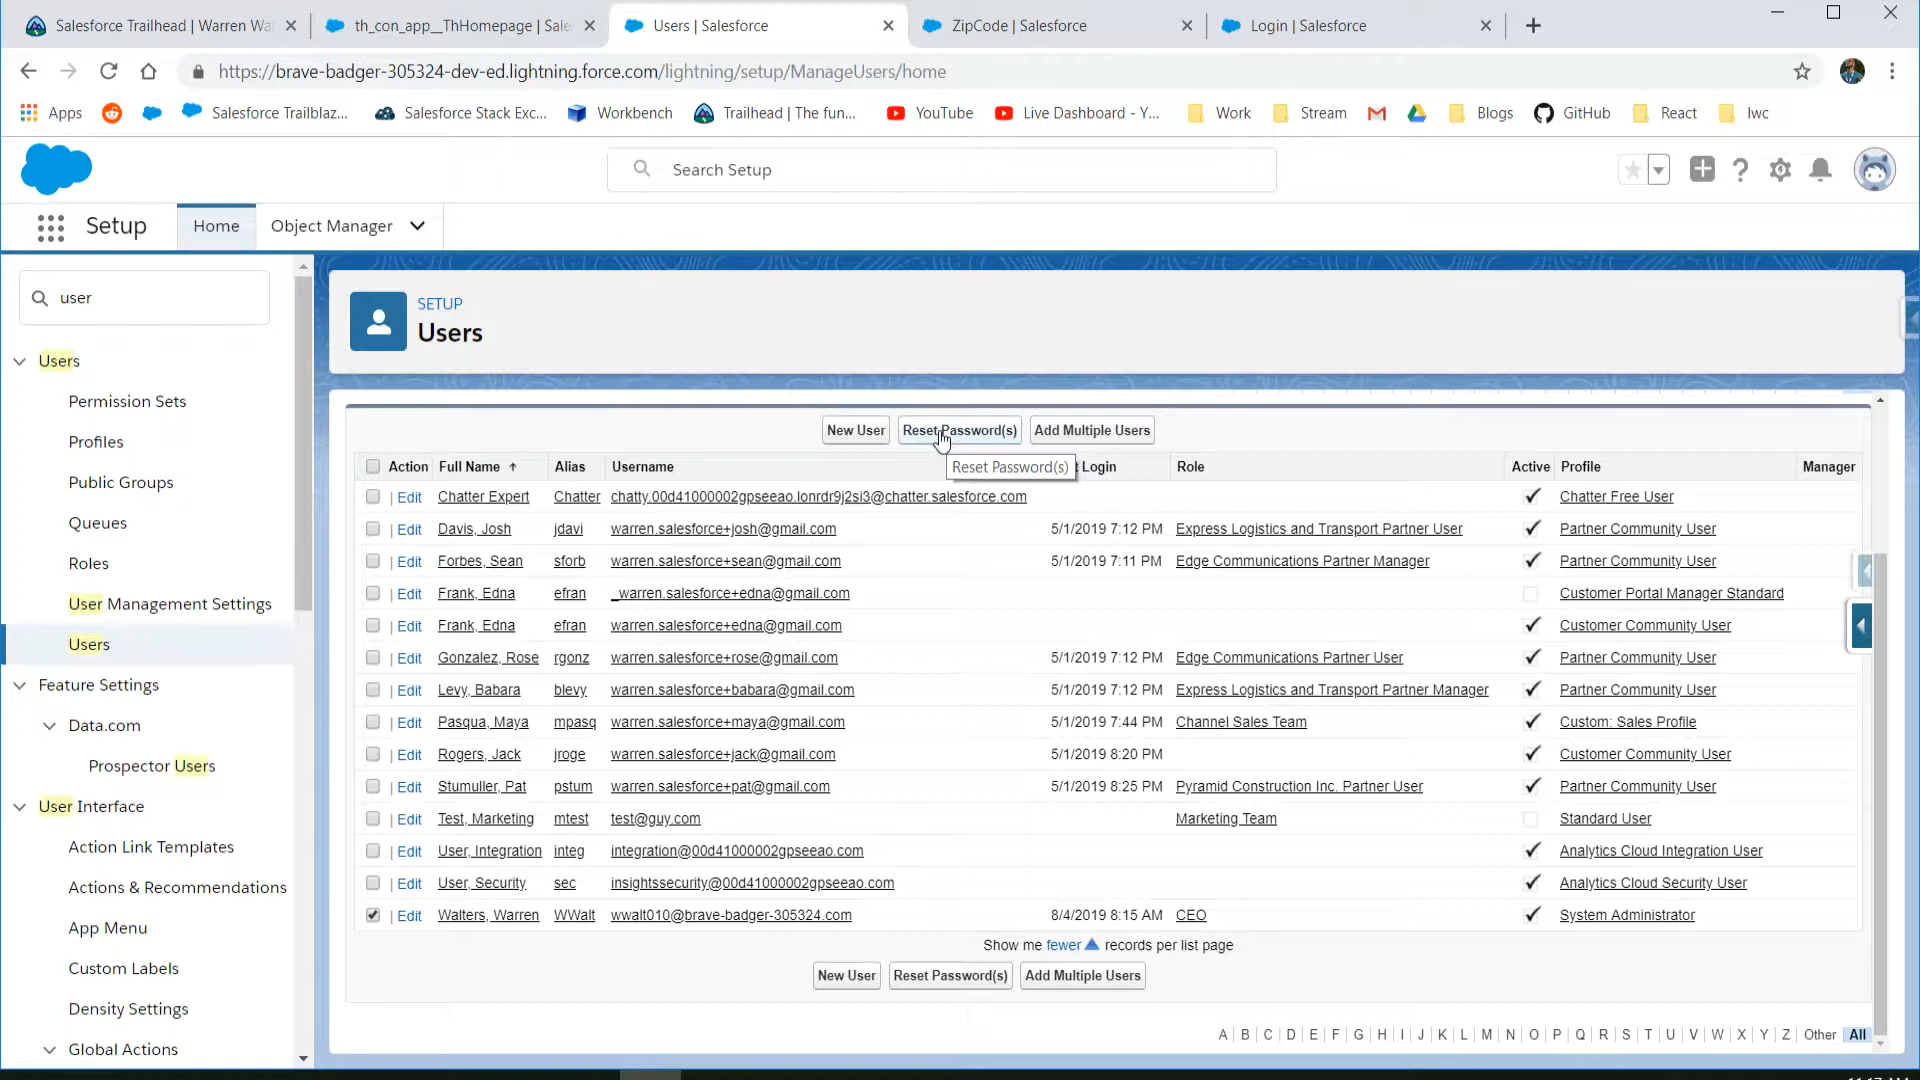 Salesforce Trailhead | Warren Wa
th_con_app__ThHomepage | Sale
Users | Salesforce
ZipCode | Salesforce
Login | Salesforce
https://brave-badger-305324-dev-ed.lightning.force.com/lightning/setup/ManageUsers/home
Apps
Salesforce Trailblaz...
Salesforce Stack Exc...
Workbench
Trailhead | The fun...
YouTube
Live Dashboard - Y...
Work
Stream
Blogs
GitHub
React
lwc
Search Setup
Setup
Home
Object Manager
user
Users
Permission Sets
Profiles
Public Groups
Queues
Roles
User Management Settings
Users
Feature Settings
Data.com
Prospector Users
User Interface
Action Link Templates
Actions & Recommendations
App Menu
Custom Labels
Density Settings
Global Actions
SETUP
Users
New User Reset Password(s) Add Multiple Users
Reset Password(s)
Action Full Name Alias Username Login Role Active Profile Manager
Edit Chatter Expert Chatter chatty.00d41000002gpseeao.lonrdr9j2si3@chatter.salesforce.com Chatter Free User
Edit Davis, Josh jdavi warren.salesforce+josh@gmail.com 5/1/2019 7:12 PM Express Logistics and Transport Partner User Partner Community User
Edit Forbes, Sean sforb warren.salesforce+sean@gmail.com 5/1/2019 7:11 PM Edge Communications Partner Manager Partner Community User
Edit Frank, Edna efran _warren.salesforce+edna@gmail.com Customer Portal Manager Standard
Edit Frank, Edna efran warren.salesforce+edna@gmail.com Customer Community User
Edit Gonzalez, Rose rgonz warren.salesforce+rose@gmail.com 5/1/2019 7:12 PM Edge Communications Partner User Partner Community User
Edit Levy, Babara blevy warren.salesforce+babara@gmail.com 5/1/2019 7:12 PM Express Logistics and Transport Partner Manager Partner Community User
Edit Pasqua, Maya mpasq warren.salesforce+maya@gmail.com 5/1/2019 7:44 PM Channel Sales Team Custom: Sales Profile
Edit Rogers, Jack jroge warren.salesforce+jack@gmail.com 5/1/2019 8:20 PM Customer Community User
Edit Stumuller, Pat pstum warren.salesforce+pat@gmail.com 5/1/2019 8:25 PM Pyramid Construction Inc. Partner User Partner Community User
Edit Test, Marketing mtest test@guy.com Marketing Team Standard User
Edit User, Integration integ integration@00d41000002gpseeao.com Analytics Cloud Integration User
Edit User, Security sec insightssecurity@00d41000002gpseeao.com Analytics Cloud Security User
Edit Walters, Warren WWalt wwalt010@brave-badger-305324.com 8/4/2019 8:15 AM CEO System Administrator
Show me fewer records per list page
New User Reset Password(s) Add Multiple Users
A | B | C | D | E | F | G | H | I | J | K | L | M | N | O | P | Q | R | S | T | U | V | W | X | Y | Z | Other | All